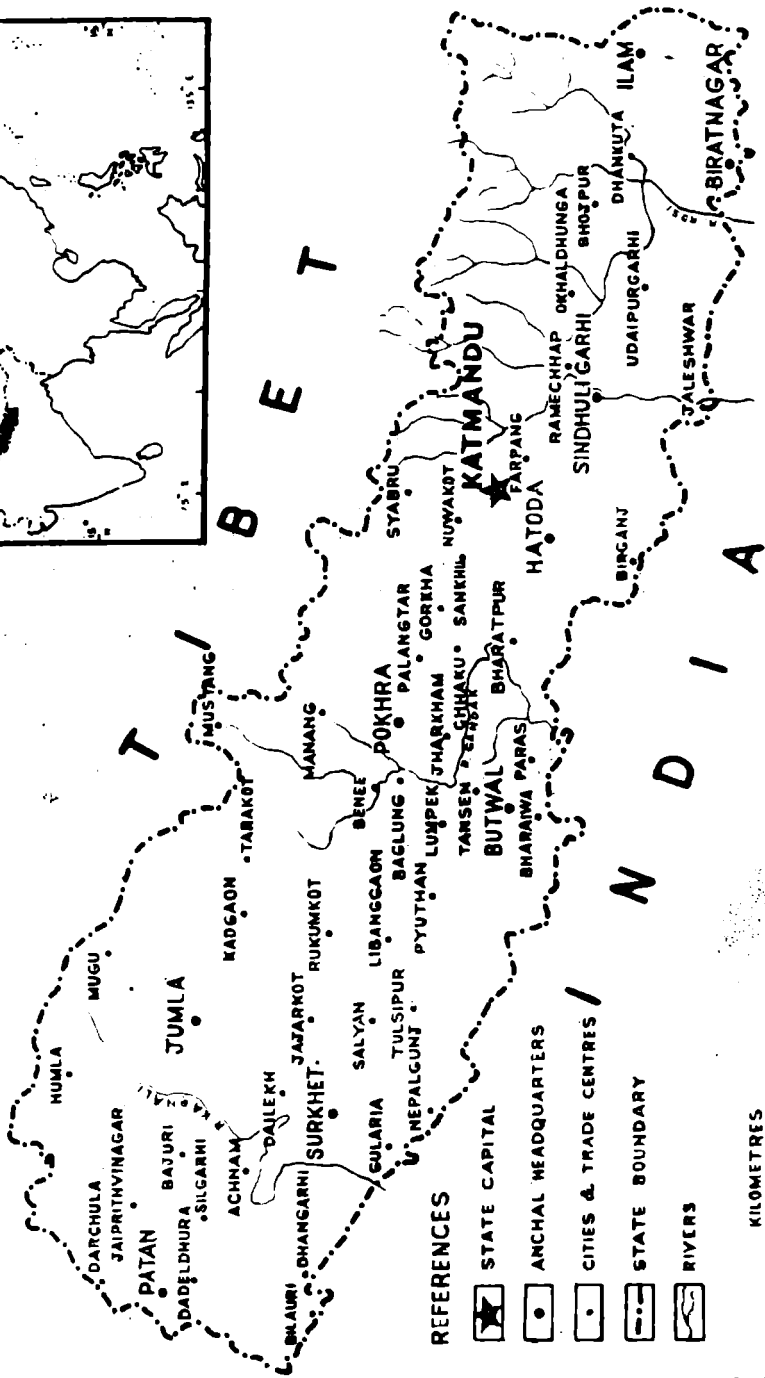 T I B E T
I N D I A
HUMLA
MUGU
DARCHULA
JAIPRITHVINAGAR
JUMLA
BAJURI
PATAN
SILGARHI
DADELDHURA
ACHNAM
DAILEKH
KADGAON
TARAKOT
MUSTANG
JAJARKOT
RUKUMKOT
MANANG
SURKHET
BILAURI
DHANGARHI
SALYAN
LIBANGGAON
BENEE
POKHRA
SYABRU
GULARIA
TULSIPUR
BAGLUNG
PALANGTAR
NEPALGUNJ
PYUTHAN
LUMPEK
JHARKHAM
GORKHA
NUWAKOT
KATMANDU
TANSEN
CHHAKU
SANKHU
FARPANG
BUTWAL
BHARATPUR
HATODA
RAMECHHAP
OKHALDHUNGA
BHOJPUR
DHANKUTA
ILAM
BHARAIWA
PARAS
SINDHULIGARHI
UDAIPURGARHI
BIRGANJ
JALESHWAR
BIRATNAGAR
REFERENCES
STATE CAPITAL
ANCHAL HEADQUARTERS
CITIES & TRADE CENTRES
STATE BOUNDARY
RIVERS
KILOMETRES